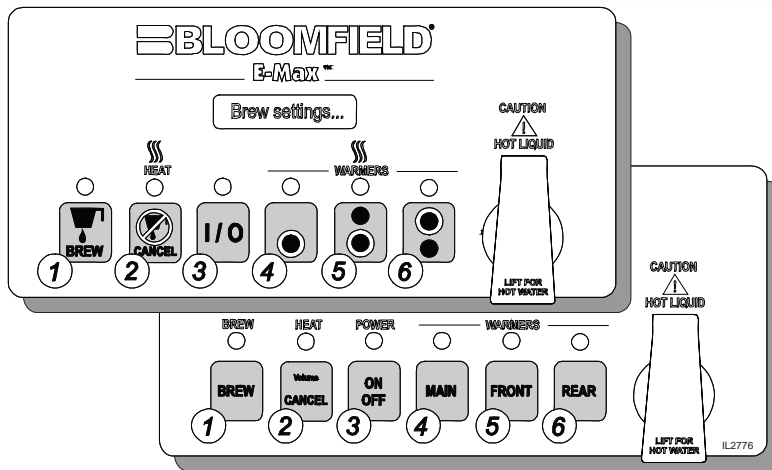 BLOOMFIELD®
E-Max™
Brew settings...
CAUTION
HOT LIQUID
HEAT
WARMERS
BREW
CANCEL
I / O
1
2
3
4
5
6
LIFT FOR
HOT WATER
CAUTION
HOT LIQUID
BREW
HEAT
POWER
WARMERS
BREW
Volume
CANCEL
ON
OFF
MAIN
FRONT
REAR
1
2
3
4
5
6
LIFT FOR
HOT WATER
IL2776